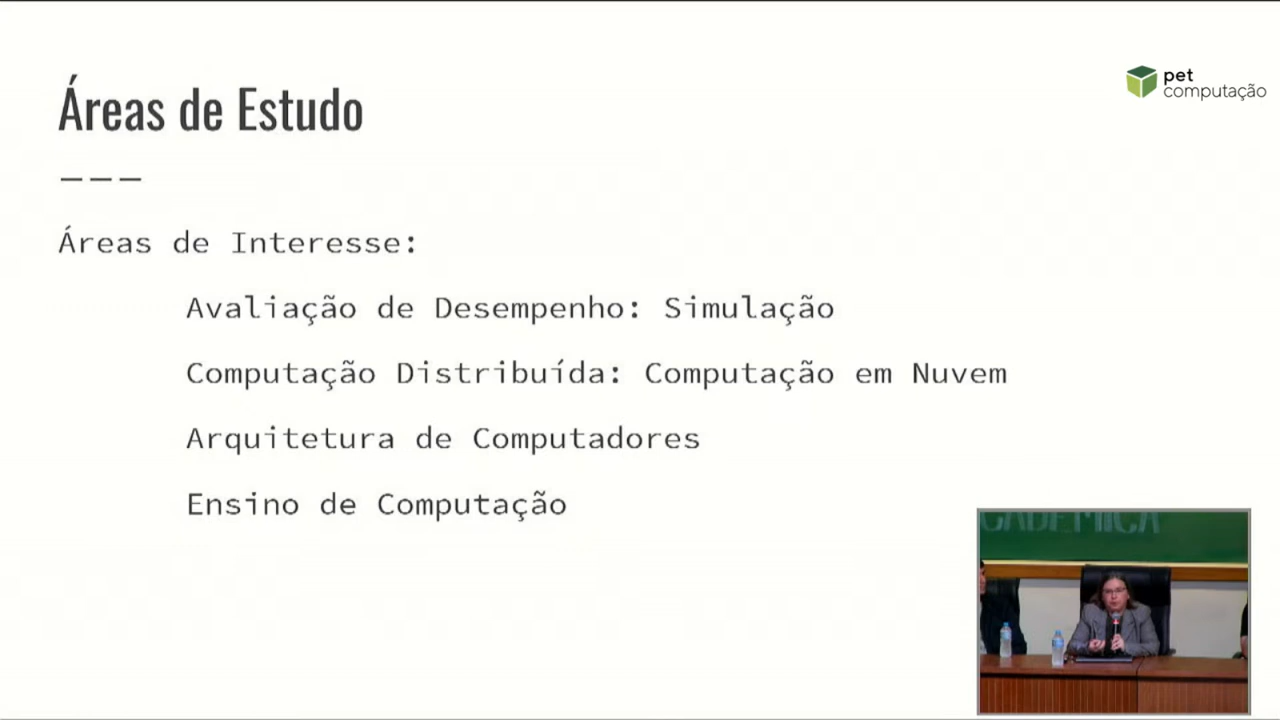 Áreas de Estudo
pet
computação
Áreas de Interesse:
Avaliação de Desempenho: Simulação
Computação Distribuída: Computação em Nuvem
Arquitetura de Computadores
Ensino de Computação
CADÊMICA